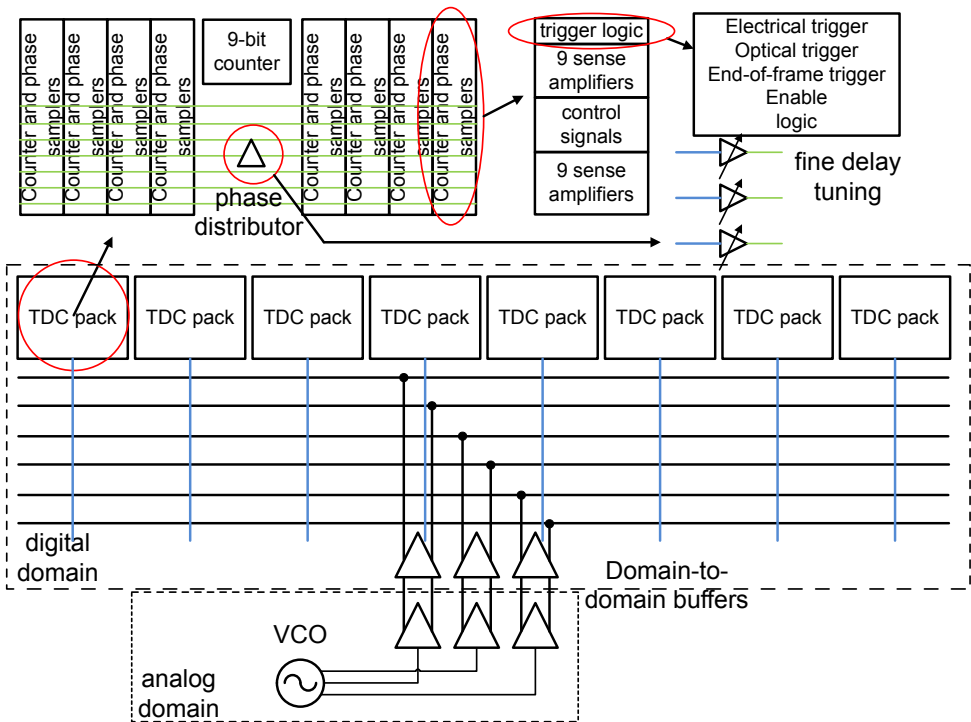 Counter and phase
samplers
Counter and phase
samplers
Counter and phase
samplers
Counter and phase
samplers
9-bit
counter
Counter and phase
samplers
Counter and phase
samplers
Counter and phase
samplers
Counter and phase
samplers
trigger logic
9 sense
amplifiers
control
signals
9 sense
amplifiers
Electrical trigger
Optical trigger
End-of-frame trigger
Enable
logic
phase
distributor
fine delay
tuning
TDC pack
TDC pack
TDC pack
TDC pack
TDC pack
TDC pack
TDC pack
TDC pack
digital
domain
Domain-to-
domain buffers
VCO
analog
domain